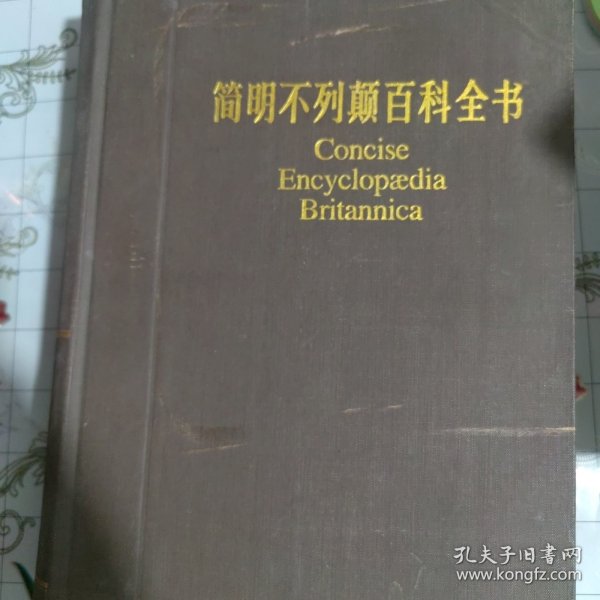 简明不列颠百科全书
Concise
Encyclopædia
Britannica
孔夫子旧书网
www.kongfz.com